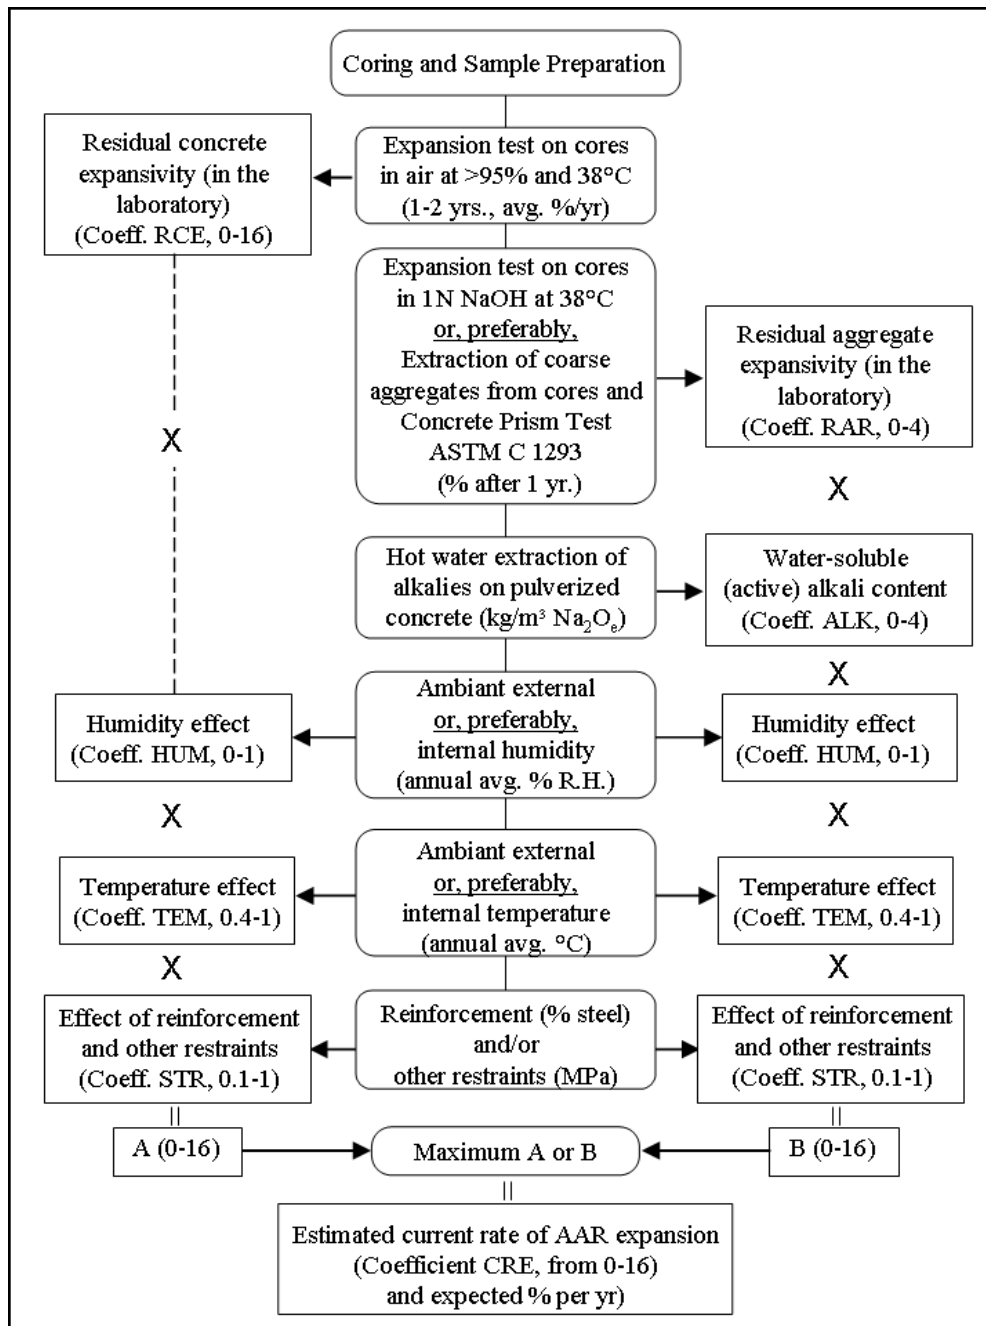 Coring and Sample Preparation
Residual concrete
expansivity (in the
laboratory)
(Coeff. RCE, 0-16)
Expansion test on cores
in air at >95% and 38°C
(1-2 yrs., avg. %/yr)
Expansion test on cores
in 1N NaOH at 38°C
or, preferably,
Extraction of coarse
aggregates from cores and
Concrete Prism Test
ASTM C 1293
(% after 1 yr.)
Residual aggregate
expansivity (in the
laboratory)
(Coeff. RAR, 0-4)
X
X
Hot water extraction of
alkalies on pulverized
concrete (kg/m³ Na₂Oₑ)
Water-soluble
(active) alkali content
(Coeff. ALK, 0-4)
X
Humidity effect
(Coeff. HUM, 0-1)
Ambiant external
or, preferably,
internal humidity
(annual avg. % R.H.)
Humidity effect
(Coeff. HUM, 0-1)
X
X
Temperature effect
(Coeff. TEM, 0.4-1)
Ambiant external
or, preferably,
internal temperature
(annual avg. °C)
Temperature effect
(Coeff. TEM, 0.4-1)
X
X
Effect of reinforcement
and other restraints
(Coeff. STR, 0.1-1)
Reinforcement (% steel)
and/or
other restraints (MPa)
Effect of reinforcement
and other restraints
(Coeff. STR, 0.1-1)
=
=
A (0-16)
Maximum A or B
B (0-16)
=
Estimated current rate of AAR expansion
(Coefficient CRE, from 0-16)
and expected % per yr)